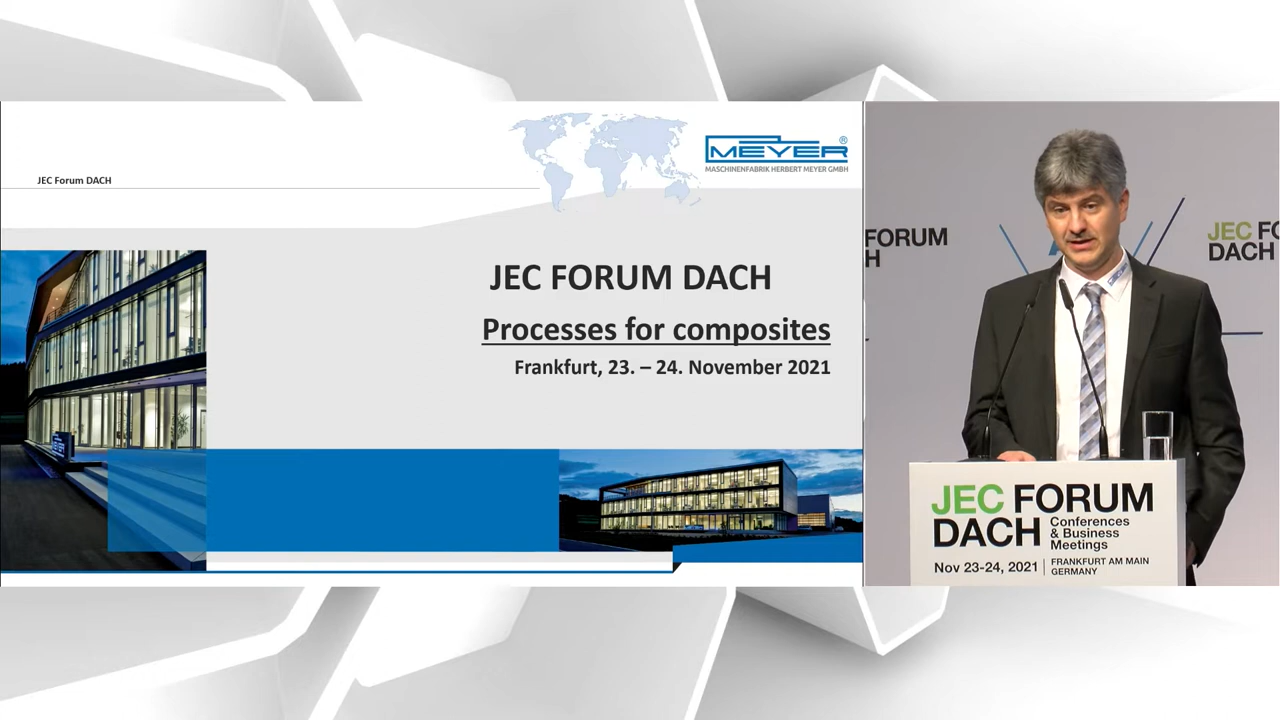 JEC Forum DACH
MEYER®
MASCHINENFABRIK HERBERT MEYER GMBH
JEC FORUM DACH
Processes for composites
Frankfurt, 23. – 24. November 2021
FORUM
H
JEC FO
DACH
JEC FORUM
DACH
Conferences
& Business
Meetings
Nov 23-24, 2021
FRANKFURT AM MAIN
GERMANY